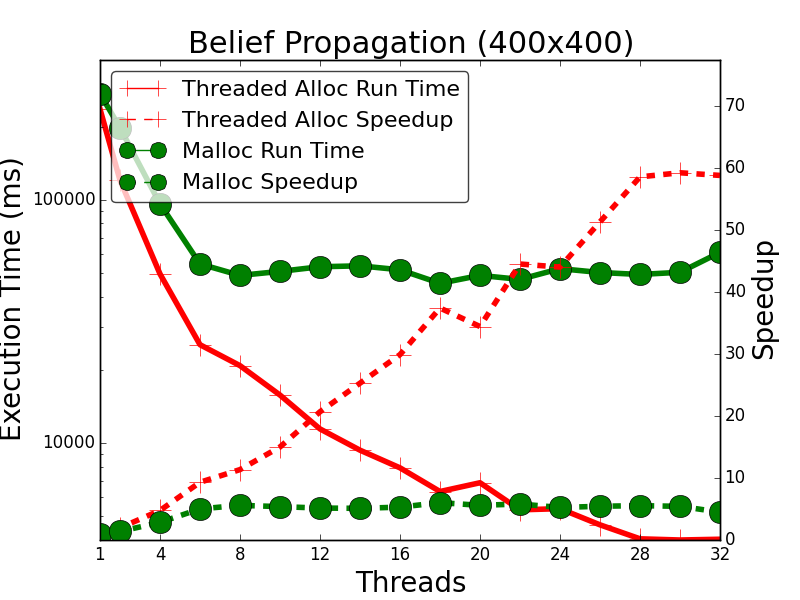 Belief Propagation (400x400)
Threaded Alloc Run Time
Threaded Alloc Speedup
Malloc Run Time
Malloc Speedup
Execution Time (ms)
100000
10000
Speedup
70
60
50
40
30
20
10
0
1 4 8 12 16 20 24 28 32
Threads